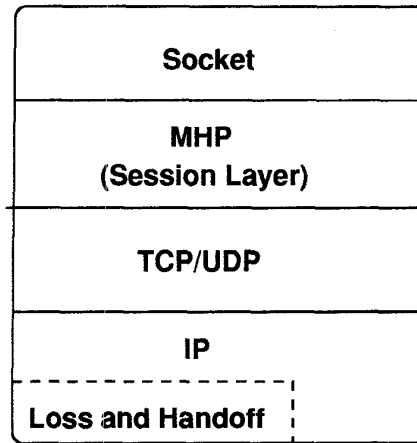 Socket
MHP
(Session Layer)
TCP/UDP
IP
Loss and Handoff